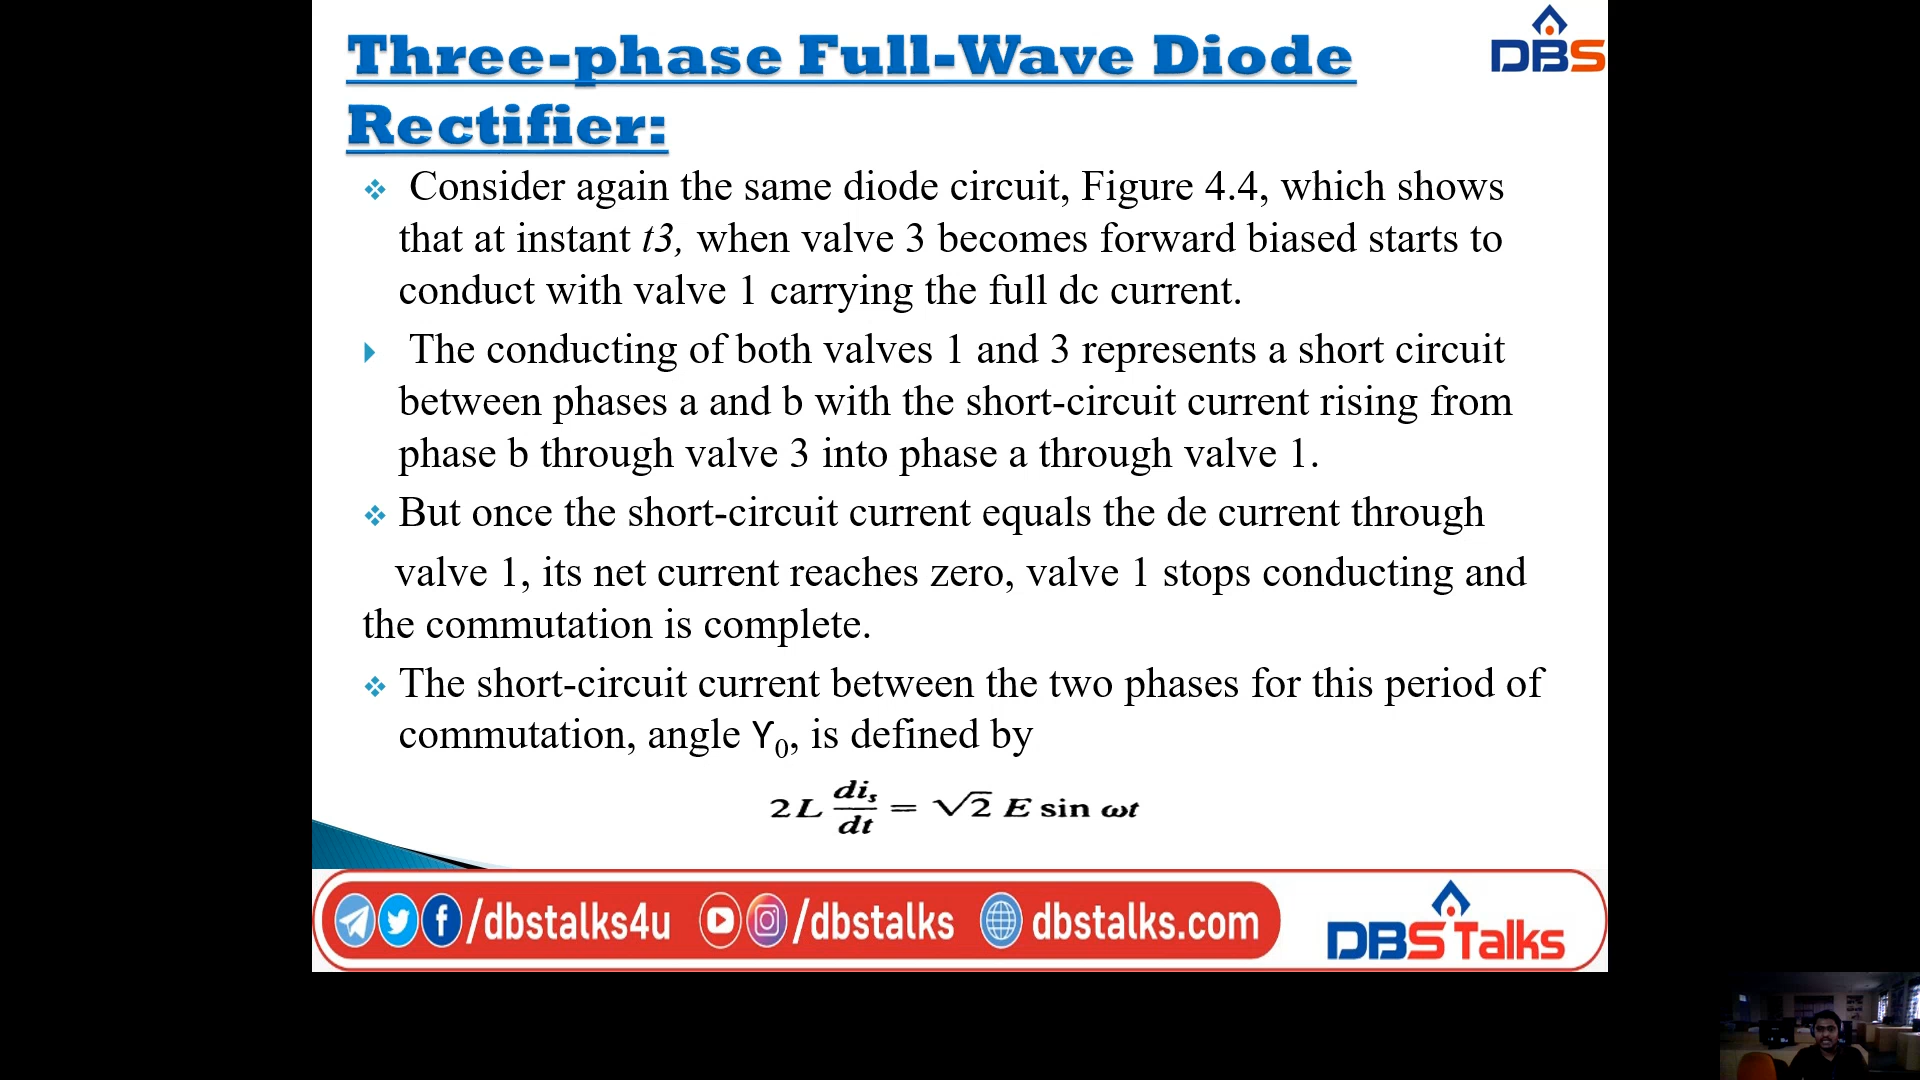 Three-phase Full-Wave Diode
Rectifier:
DBS
Consider again the same diode circuit, Figure 4.4, which shows
that at instant t3, when valve 3 becomes forward biased starts to
conduct with valve 1 carrying the full dc current.
The conducting of both valves 1 and 3 represents a short circuit
between phases a and b with the short-circuit current rising from
phase b through valve 3 into phase a through valve 1.
But once the short-circuit current equals the de current through
valve 1, its net current reaches zero, valve 1 stops conducting and
the commutation is complete.
The short-circuit current between the two phases for this period of
commutation, angle ϒ₀, is defined by
2L di_s/dt = √2 E sin ωt
/dbstalks4u /dbstalks dbstalks.com
DBS Talks